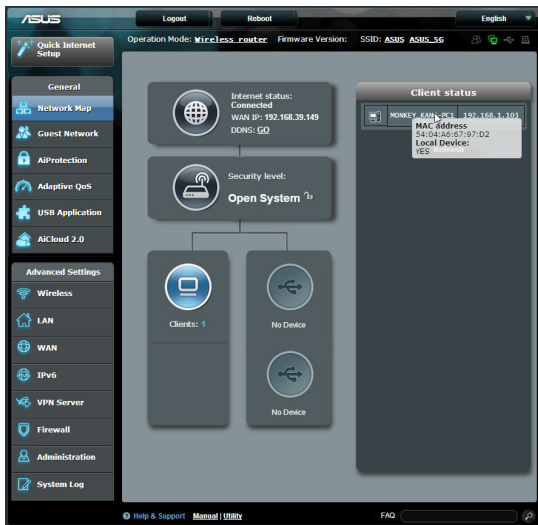 ASUS
Logout
Reboot
English
Quick Internet
Setup
Operation Mode: Wireless router
Firmware Version:
SSID: ASUS ASUS_5G
General
Network Map
Guest Network
AiProtection
Adaptive QoS
USB Application
AiCloud 2.0
Advanced Settings
Wireless
LAN
WAN
IPv6
VPN Server
Firewall
Administration
System Log
Internet status:
Connected
WAN IP: 192.168.39.149
DDNS: GO
Security level:
Open System
Clients: 1
No Device
No Device
Client status
192.168.1.101
MAC address
54:04:A6:67:97:D2
Local Device:
YES
Help & Support
Manual | Utility
FAQ